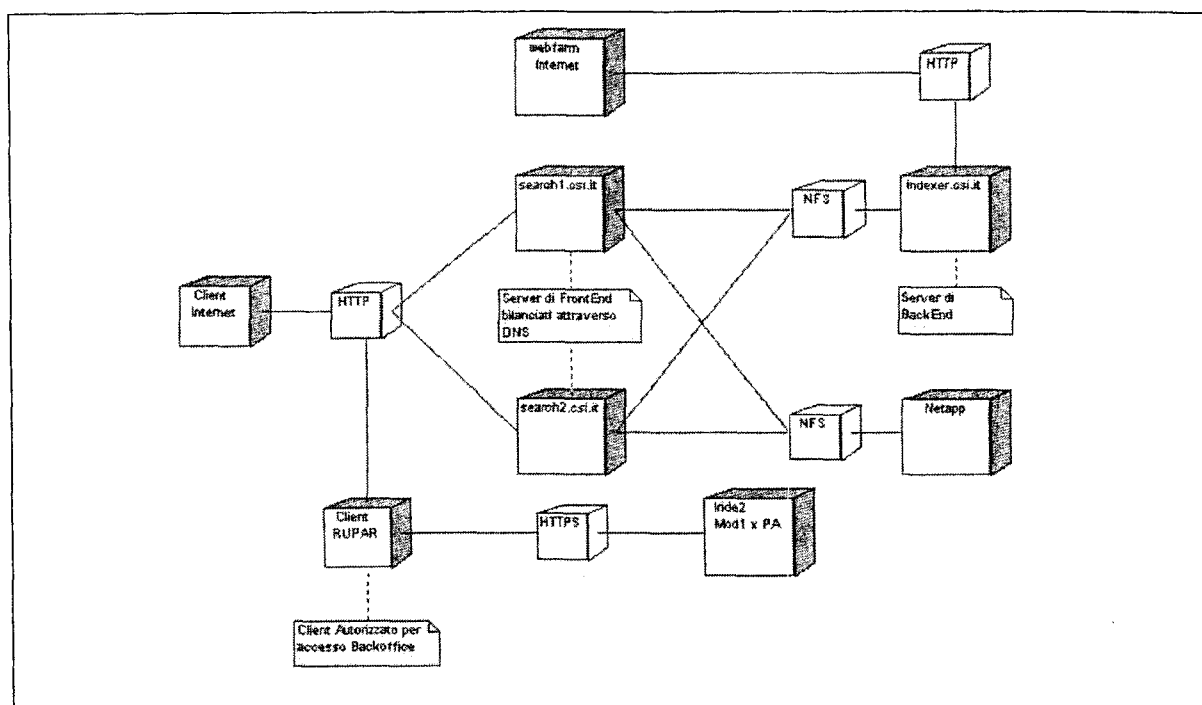 webfarm
Internet
HTTP
search1.csi.it
NFS
indexer.csi.it
Client
Internet
HTTP
Server di FrontEnd
bilanciati attraverso
DNS
Server di
BackEnd
search2.csi.it
NFS
Netapp
Client
RUPAR
HTTPS
Iride2
Mod1 x PA
Client Autorizzato per
accesso Backoffice